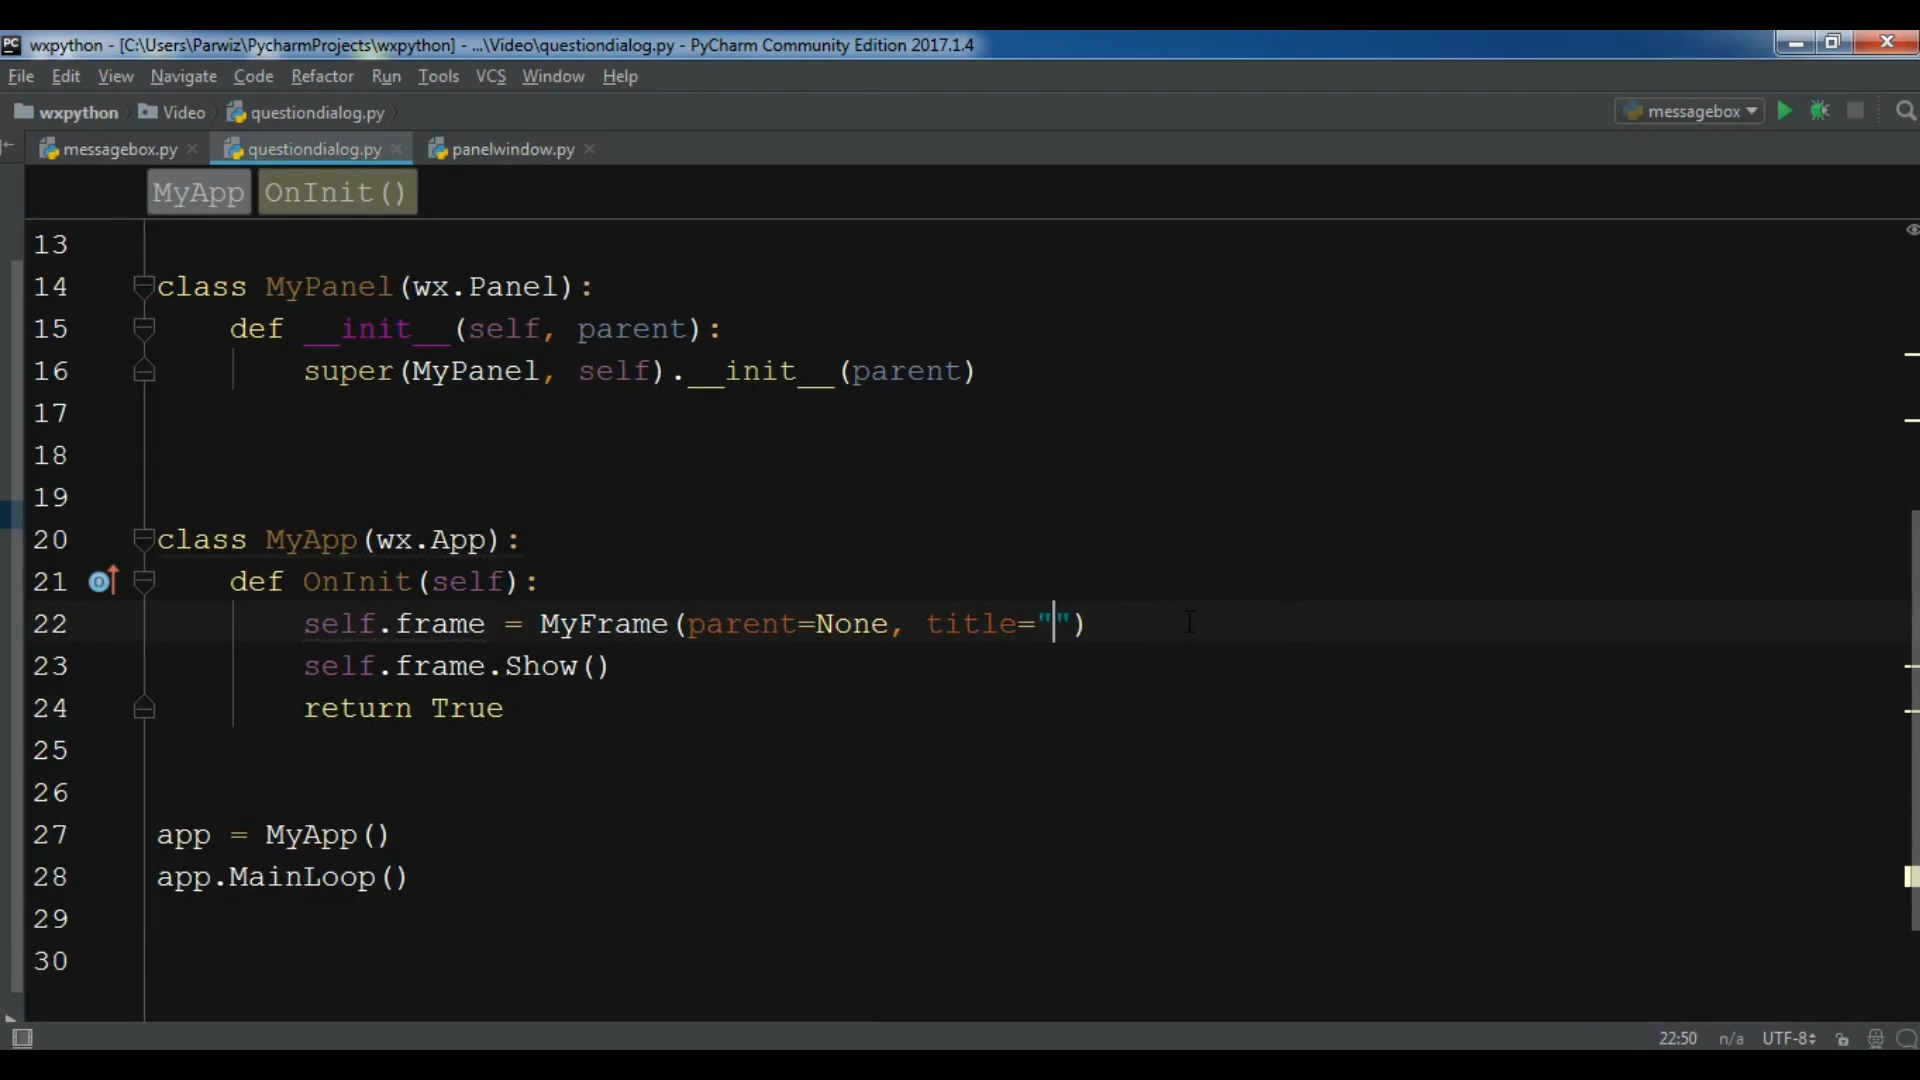 PC wxpython - [C:\Users\Parwiz\PycharmProjects\wxpython] - ...\Video\questiondialog.py - PyCharm Community Edition 2017.1.4
File Edit View Navigate Code Refactor Run Tools VCS Window Help
wxpython Video questiondialog.py messagebox
messagebox.py questiondialog.py panelwindow.py
MyApp OnInit()
13
14 class MyPanel(wx.Panel):
15 def __init__(self, parent):
16 super(MyPanel, self).__init__(parent)
17
18
19
20 class MyApp(wx.App):
21 def OnInit(self):
22 self.frame = MyFrame(parent=None, title="")
23 self.frame.Show()
24 return True
25
26
27 app = MyApp()
28 app.MainLoop()
29
30
22:50 n/a UTF-8